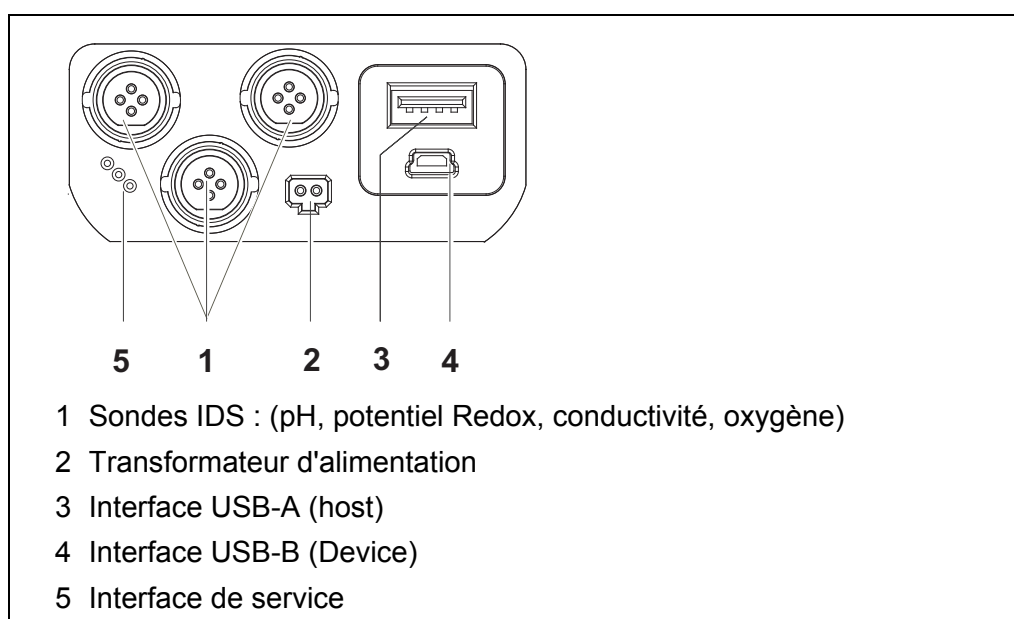 5 1 2 3 4
1 Sondes IDS : (pH, potentiel Redox, conductivité, oxygène)
2 Transformateur d'alimentation
3 Interface USB-A (host)
4 Interface USB-B (Device)
5 Interface de service